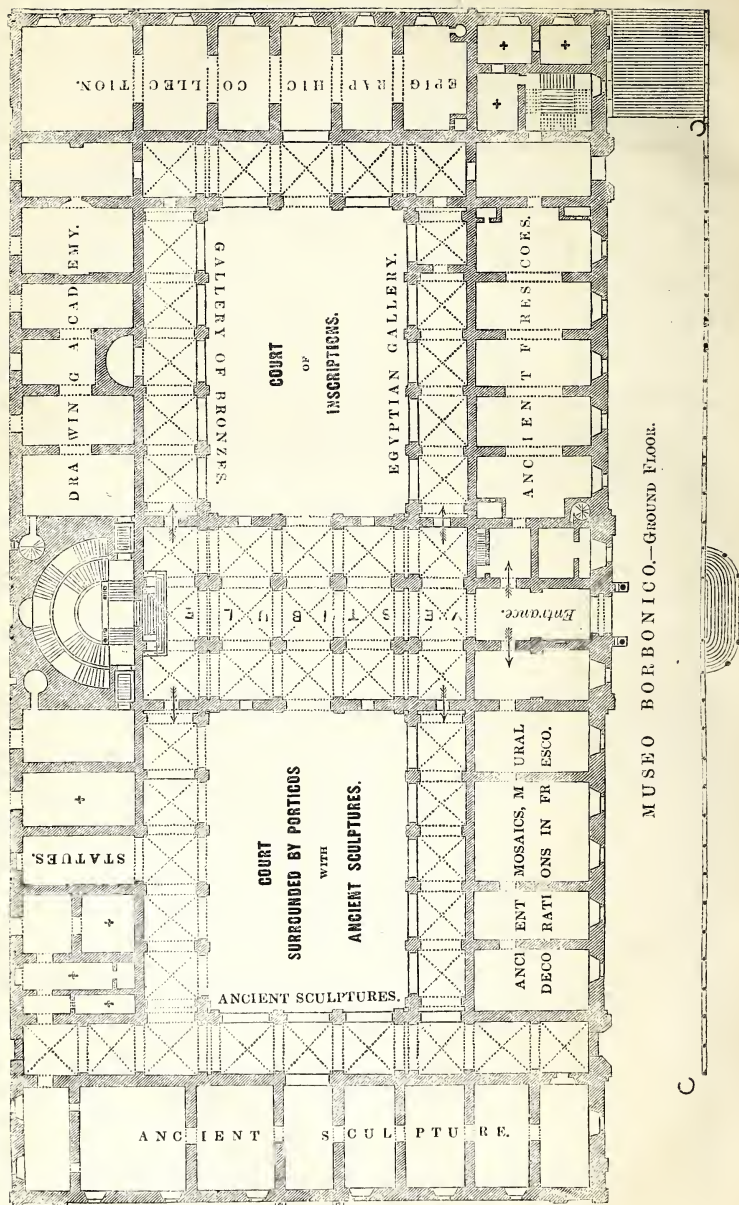 EPIGRAPHIC COLLECTION.
DRAWING ACADEMY.
GALLERY OF BRONZES.
COURT
OF
INSCRIPTIONS.
EGYPTIAN GALLERY.
ANCIENT FRESCOES.
VESTIBULE
Entrance.
STATUES.
COURT
SURROUNDED BY PORTICOS
WITH
ANCIENT SCULPTURES.
ANCIENT SCULPTURES.
ANCIENT MOSAICS, MURAL
DECORATIONS IN FRESCO.
ANCIENT SCULPTURE.
MUSEO BORBONICO.—GROUND FLOOR.